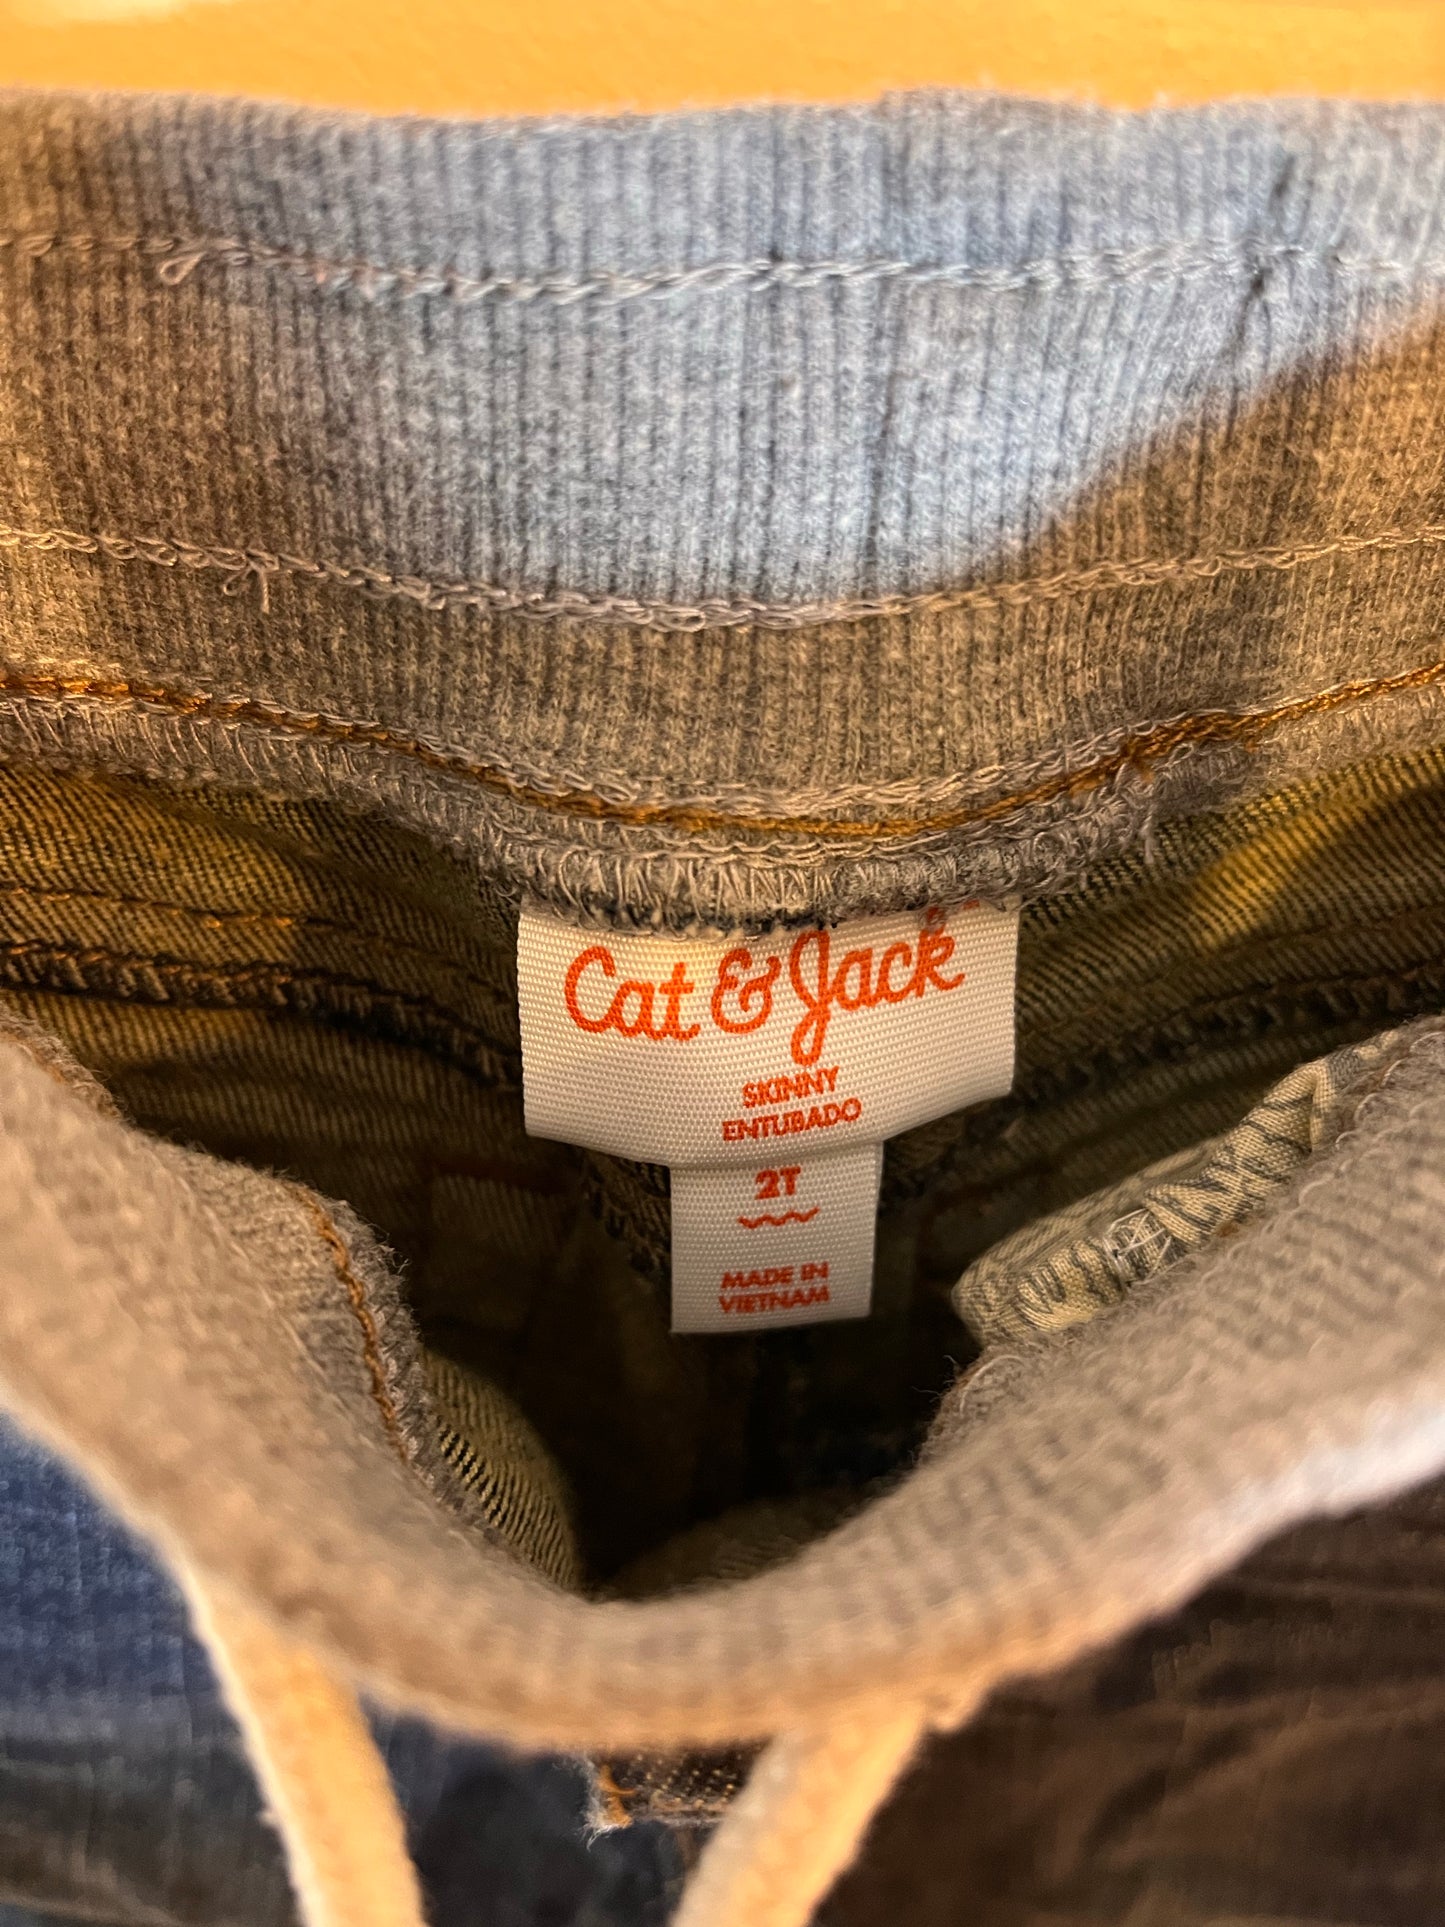 Cat & Jack
SKINNY
ENTUBADO
2T
MADE IN
VIETNAM